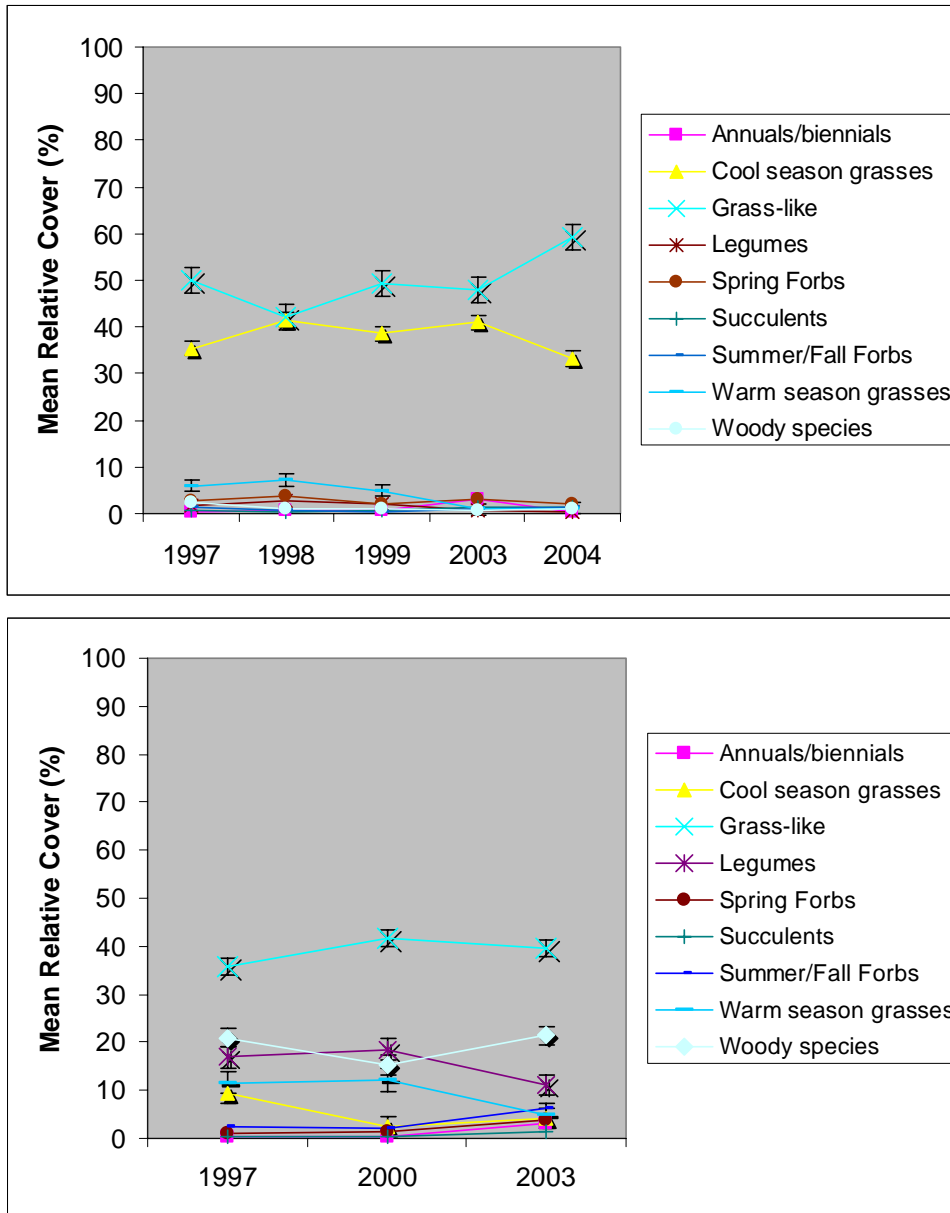 100
90
80
70
60
50
40
30
20
10
0
Mean Relative Cover (%)
1997 1998 1999 2003 2004
Annuals/biennials
Cool season grasses
Grass-like
Legumes
Spring Forbs
Succulents
Summer/Fall Forbs
Warm season grasses
Woody species
100
90
80
70
60
50
40
30
20
10
0
Mean Relative Cover (%)
1997 2000 2003
Annuals/biennials
Cool season grasses
Grass-like
Legumes
Spring Forbs
Succulents
Summer/Fall Forbs
Warm season grasses
Woody species